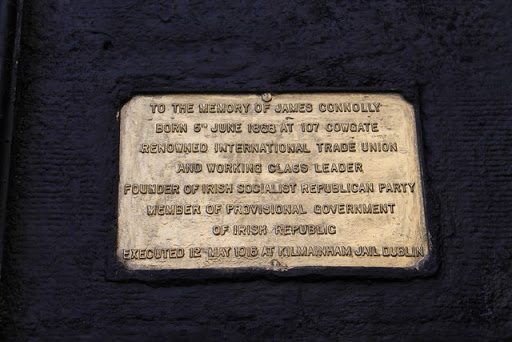 TO THE MEMORY OF JAMES CONNOLLY
BORN 5TH JUNE 1868 AT 107 COWGATE
RENOWNED INTERNATIONAL TRADE UNION
AND WORKING CLASS LEADER
FOUNDER OF IRISH SOCIALIST REPUBLICAN PARTY
MEMBER OF PROVISIONAL GOVERNMENT
OF IRISH REPUBLIC
EXECUTED 12TH MAY 1916 AT KILMAINHAM JAIL DUBLIN